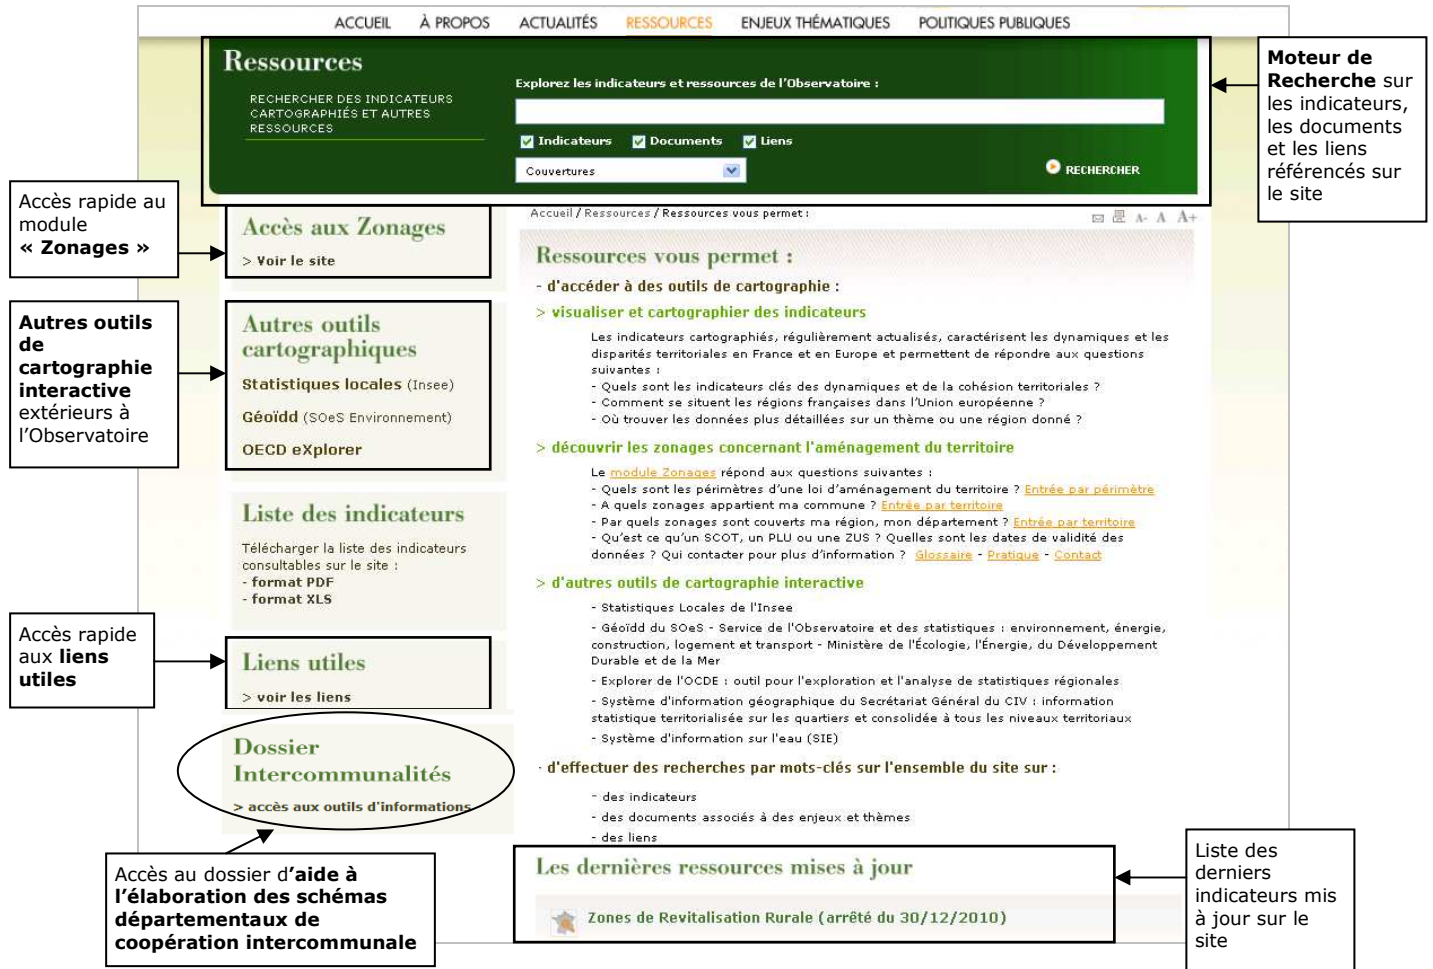 ACCUEIL À PROPOS ACTUALITÉS RESSOURCES ENJEUX THÉMATIQUES POLITIQUES PUBLIQUES
Ressources
RECHERCHER DES INDICATEURS
CARTOGRAPHIÉS ET AUTRES
RESSOURCES
Explorez les indicateurs et ressources de l'Observatoire :
Indicateurs Documents Liens
Couvertures
RECHERCHER
Moteur de
Recherche sur
les indicateurs,
les documents
et les liens
référencés sur
le site
Accès rapide au
module
« Zonages »
Accès aux Zonages
> Voir le site
Autres outils
de
cartographie
interactive
extérieurs à
l'Observatoire
Autres outils
cartographiques
Statistiques locales (Insee)
Géoïdd (SOeS Environnement)
OECD eXplorer
Liste des indicateurs
Télécharger la liste des indicateurs
consultables sur le site :
- format PDF
- format XLS
Accès rapide
aux liens
utiles
Liens utiles
> voir les liens
Dossier
Intercommunalités
> accès aux outils d'informations
Accès au dossier d'aide à
l'élaboration des schémas
départementaux de
coopération intercommunale
Accueil / Ressources / Ressources vous permet :
A- A A+
Ressources vous permet :
- d'accéder à des outils de cartographie :
> visualiser et cartographier des indicateurs
Les indicateurs cartographiés, régulièrement actualisés, caractérisent les dynamiques et les
disparités territoriales en France et en Europe et permettent de répondre aux questions
suivantes :
- Quels sont les indicateurs clés des dynamiques et de la cohésion territoriales ?
- Comment se situent les régions françaises dans l'Union européenne ?
- Où trouver les données plus détaillées sur un thème ou une région donné ?
> découvrir les zonages concernant l'aménagement du territoire
Le module Zonages répond aux questions suivantes :
- Quels sont les périmètres d'une loi d'aménagement du territoire ? Entrée par périmètre
- A quels zonages appartient ma commune ? Entrée par territoire
- Par quels zonages sont couverts ma région, mon département ? Entrée par territoire
- Qu'est ce qu'un SCOT, un PLU ou une ZUS ? Quelles sont les dates de validité des
données ? Qui contacter pour plus d'information ? Glossaire - Pratique - Contact
> d'autres outils de cartographie interactive
- Statistiques Locales de l'Insee
- Géoïdd du SOeS - Service de l'Observatoire et des statistiques : environnement, énergie,
construction, logement et transport - Ministère de l'Écologie, l'Énergie, du Développement
Durable et de la Mer
- Explorer de l'OCDE : outil pour l'exploration et l'analyse de statistiques régionales
- Système d'information géographique du Secrétariat Général du CIV : information
statistique territorialisée sur les quartiers et consolidée à tous les niveaux territoriaux
- Système d'information sur l'eau (SIE)
- d'effectuer des recherches par mots-clés sur l'ensemble du site sur :
- des indicateurs
- des documents associés à des enjeux et thèmes
- des liens
Les dernières ressources mises à jour
Zones de Revitalisation Rurale (arrêté du 30/12/2010)
Liste des
derniers
indicateurs mis
à jour sur le
site